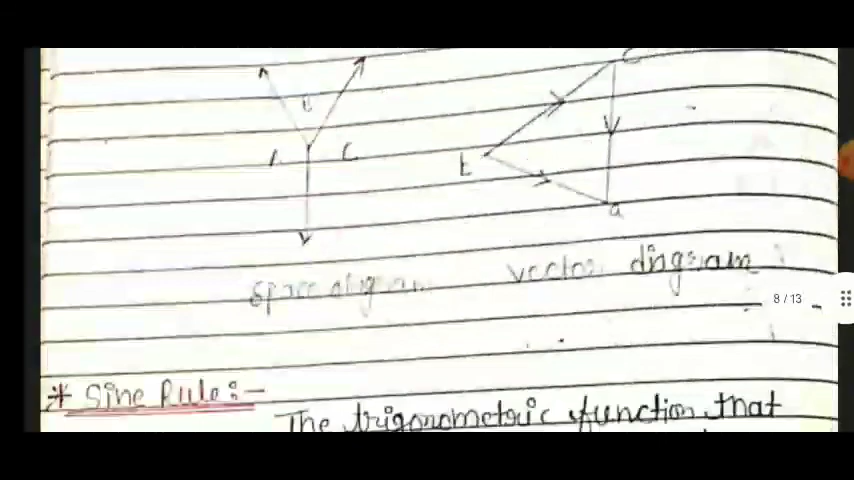 B
A C
C
b
a
space diagram
vector diagram
8 / 13
* Sine Rule:-
The trigonometric function that